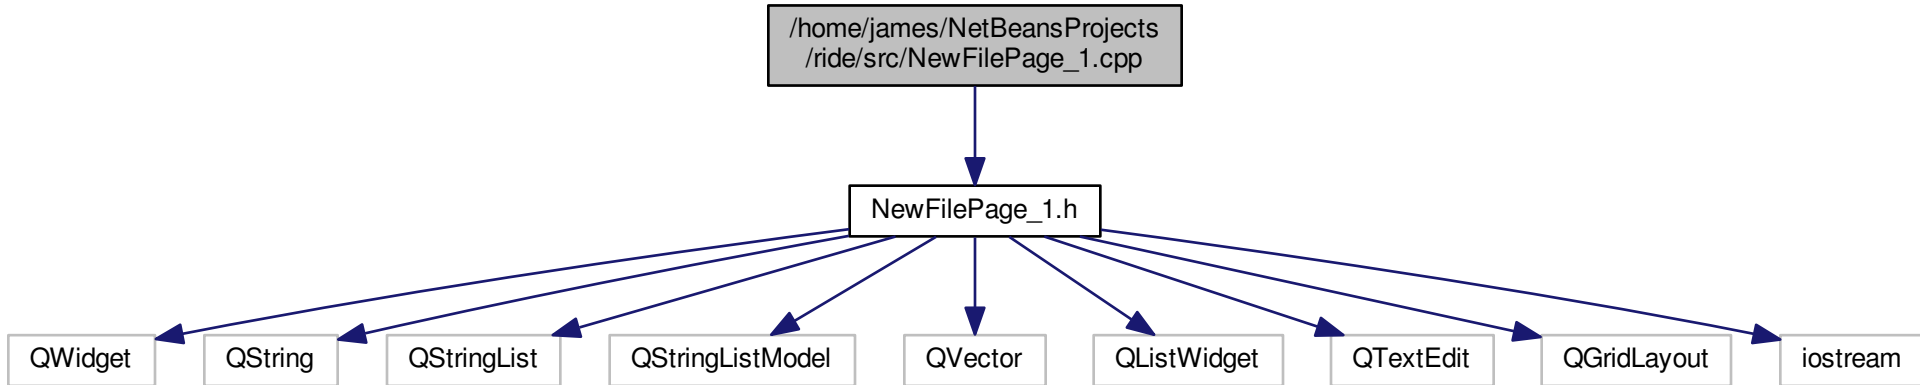 /home/james/NetBeansProjects
/ride/src/NewFilePage_1.cpp
NewFilePage_1.h
QWidget
QString
QStringList
QStringListModel
QVector
QListWidget
QTextEdit
QGridLayout
iostream